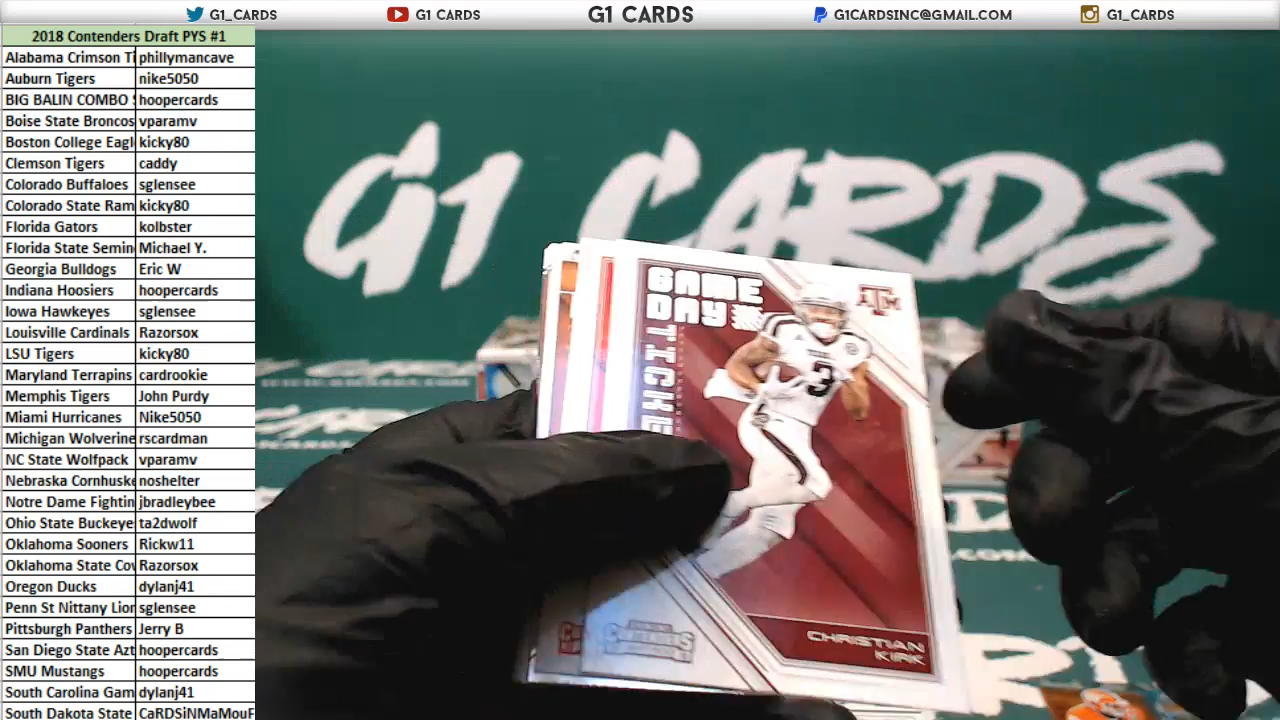 G1_CARDS G1 CARDS G1 CARDS G1CARDSINC@GMAIL.COM G1_CARDS
2018 Contenders Draft PYS #1
Alabama Crimson Ti phillymancave
Auburn Tigers nike5050
BIG BALIN COMBO hoopercards
Boise State Broncos vparamv
Boston College Eagl kicky80
Clemson Tigers caddy
Colorado Buffaloes sglensee
Colorado State Ram kicky80
Florida Gators kolbster
Florida State Semin Michael Y.
Georgia Bulldogs Eric W
Indiana Hoosiers hoopercards
Iowa Hawkeyes sglensee
Louisville Cardinals Razorsox
LSU Tigers kicky80
Maryland Terrapins cardrookie
Memphis Tigers John Purdy
Miami Hurricanes Nike5050
Michigan Wolverine rscardman
NC State Wolfpack vparamv
Nebraska Cornhuske noshelter
Notre Dame Fightin jbradleybee
Ohio State Buckeye ta2dwolf
Oklahoma Sooners Rickw11
Oklahoma State Cov Razorsox
Oregon Ducks dylanj41
Penn St Nittany Lion sglensee
Pittsburgh Panthers Jerry B
San Diego State Azt hoopercards
SMU Mustangs hoopercards
South Carolina Gam dylanj41
South Dakota State CaRDSiNMaMouF
G1 CARDS
GAME
DAY
TICKE
ATM
3
CONTENDERS
CHRISTIAN
KIRK